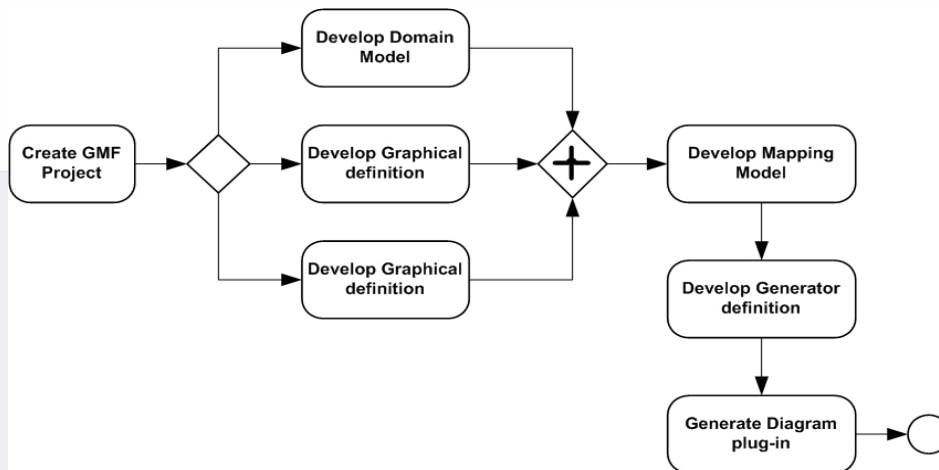 Develop Domain
Model
Create GMF
Project
Develop Graphical
definition
Develop Mapping
Model
Develop Graphical
definition
Develop Generator
definition
Generate Diagram
plug-in